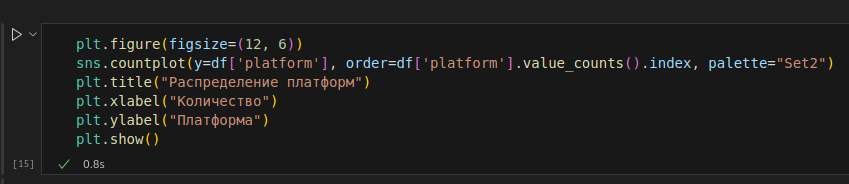 plt.figure(figsize=(12, 6))
sns.countplot(y=df['platform'], order=df['platform'].value_counts().index, palette="Set2")
plt.title("Распределение платформ")
plt.xlabel("Количество")
plt.ylabel("Платформа")
plt.show()
[15] 0.8s